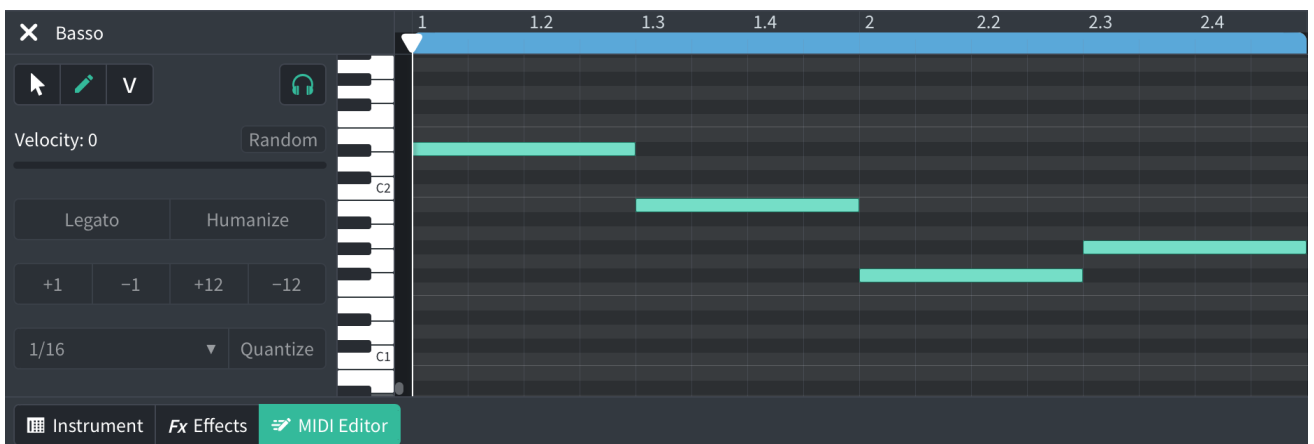 Basso
1 1.2 1.3 1.4 2 2.2 2.3 2.4
V
Velocity: 0 Random
C2
Legato Humanize
+1 −1 +12 −12
1/16 ▼ Quantize
C1
Instrument Fx Effects MIDI Editor